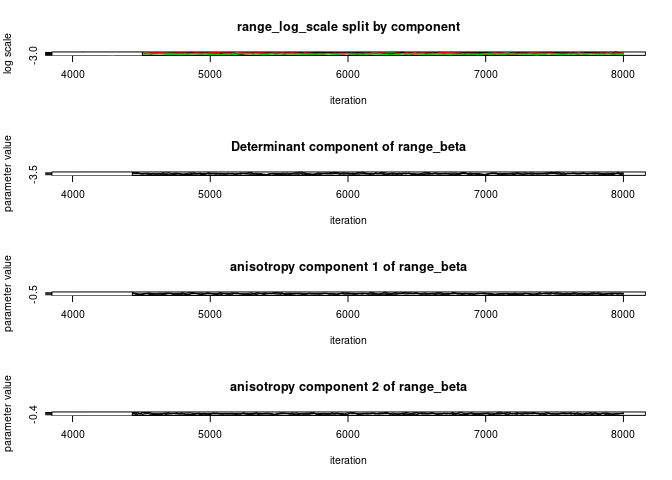 range_log_scale split by component
log scale
-3.0
4000 5000 6000 7000 8000
iteration
Determinant component of range_beta
parameter value
-3.5
4000 5000 6000 7000 8000
iteration
anisotropy component 1 of range_beta
parameter value
-0.5
4000 5000 6000 7000 8000
iteration
anisotropy component 2 of range_beta
parameter value
-0.4
4000 5000 6000 7000 8000
iteration